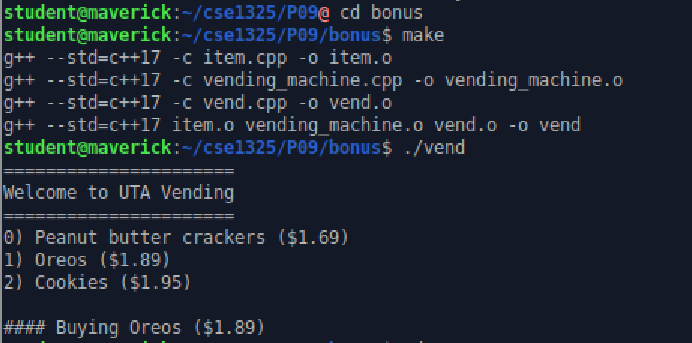 student@maverick:~/cse1325/P09@ cd bonus
student@maverick:~/cse1325/P09/bonus$ make
g++ --std=c++17 -c item.cpp -o item.o
g++ --std=c++17 -c vending_machine.cpp -o vending_machine.o
g++ --std=c++17 -c vend.cpp -o vend.o
g++ --std=c++17 item.o vending_machine.o vend.o -o vend
student@maverick:~/cse1325/P09/bonus$ ./vend
======================
Welcome to UTA Vending
======================
0) Peanut butter crackers ($1.69)
1) Oreos ($1.89)
2) Cookies ($1.95)
#### Buying Oreos ($1.89)